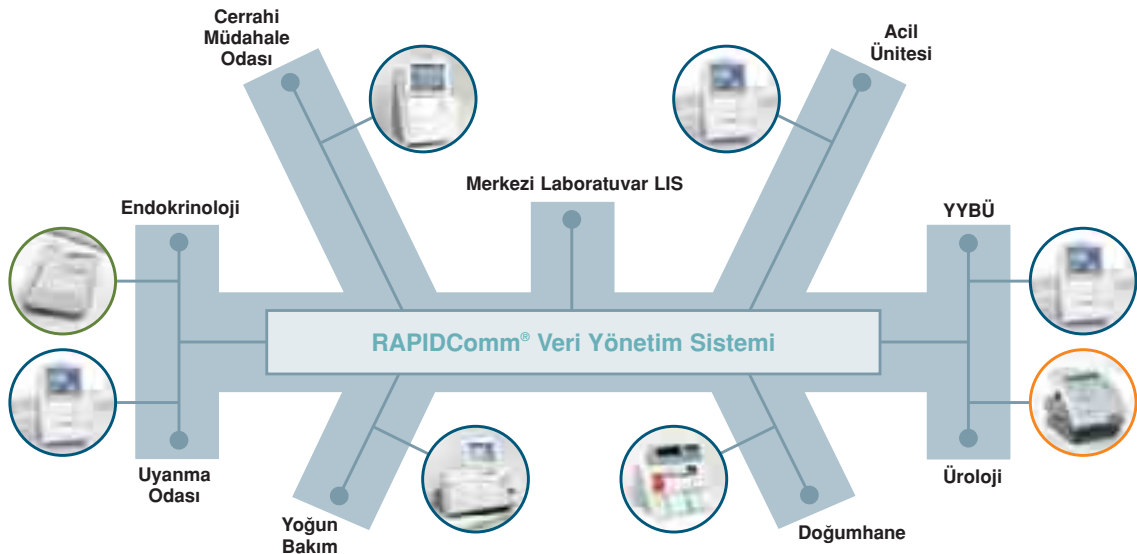 Cerrahi
Müdahale
Odası
Acil
Ünitesi
Merkezi Laboratuvar LIS
Endokrinoloji
YYBÜ
RAPIDComm® Veri Yönetim Sistemi
Uyanma
Odası
Üroloji
Yoğun
Bakım
Doğumhane